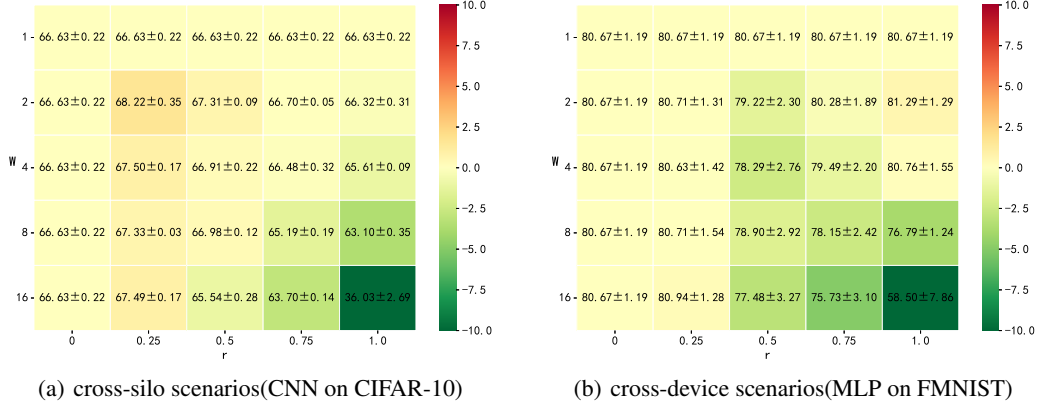 1 66.63±0.22 66.63±0.22 66.63±0.22 66.63±0.22 66.63±0.22
2 66.63±0.22 68.22±0.35 67.31±0.09 66.70±0.05 66.32±0.31
W
4 66.63±0.22 67.50±0.17 66.91±0.22 66.48±0.32 65.61±0.09
8 66.63±0.22 67.33±0.03 66.98±0.12 65.19±0.19 63.10±0.35
16 66.63±0.22 67.49±0.17 65.54±0.28 63.70±0.14 36.03±2.69
0 0.25 0.5 0.75 1.0
r
10.0
7.5
5.0
2.5
0.0
−2.5
−5.0
−7.5
−10.0
(a) cross-silo scenarios(CNN on CIFAR-10)
1 80.67±1.19 80.67±1.19 80.67±1.19 80.67±1.19 80.67±1.19
2 80.67±1.19 80.71±1.31 79.22±2.30 80.28±1.89 81.29±1.29
W
4 80.67±1.19 80.63±1.42 78.29±2.76 79.49±2.20 80.76±1.55
8 80.67±1.19 80.71±1.54 78.90±2.92 78.15±2.42 76.79±1.24
16 80.67±1.19 80.94±1.28 77.48±3.27 75.73±3.10 58.50±7.86
0 0.25 0.5 0.75 1.0
r
10.0
7.5
5.0
2.5
0.0
−2.5
−5.0
−7.5
−10.0
(b) cross-device scenarios(MLP on FMNIST)